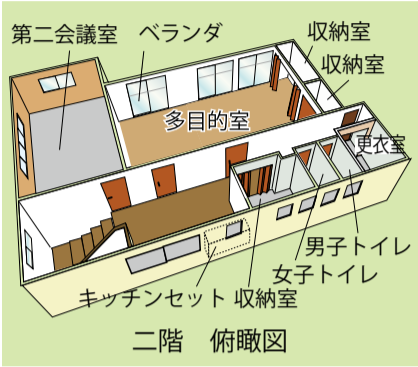 第二会議室
ベランダ
収納室
収納室
多目的室
更衣室
男子トイレ
女子トイレ
キッチンセット
収納室
二階　俯瞰図